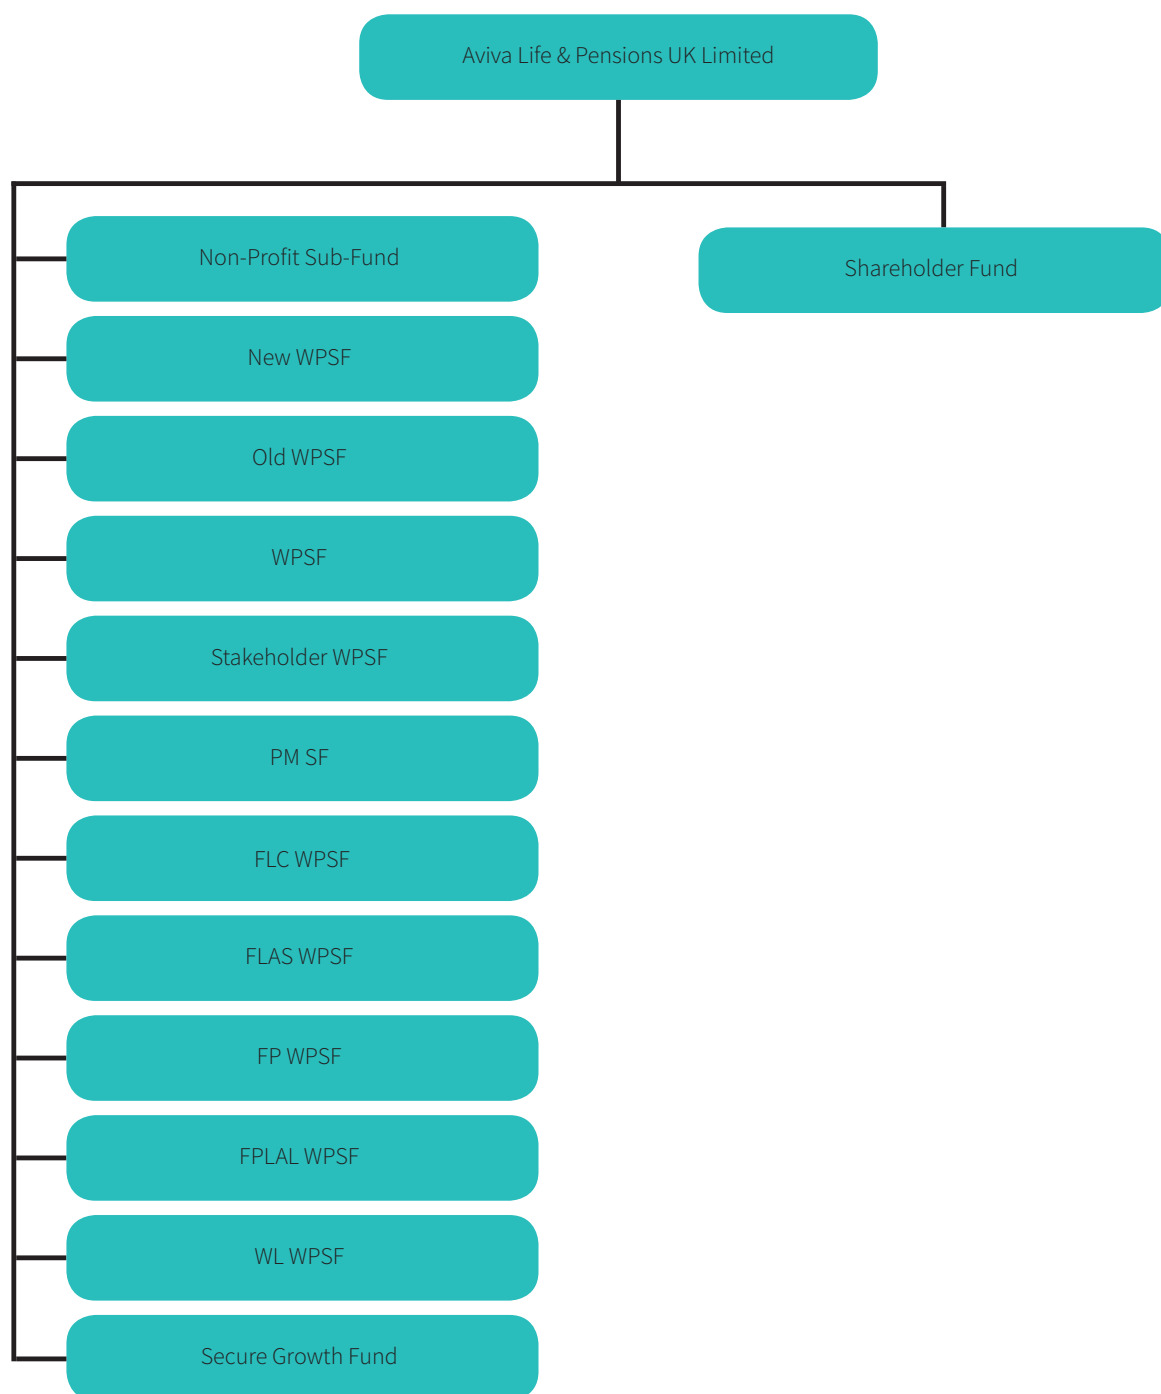 Aviva Life & Pensions UK Limited
Non-Profit Sub-Fund
Shareholder Fund
New WPSF
Old WPSF
WPSF
Stakeholder WPSF
PM SF
FLC WPSF
FLAS WPSF
FP WPSF
FPLAL WPSF
WL WPSF
Secure Growth Fund